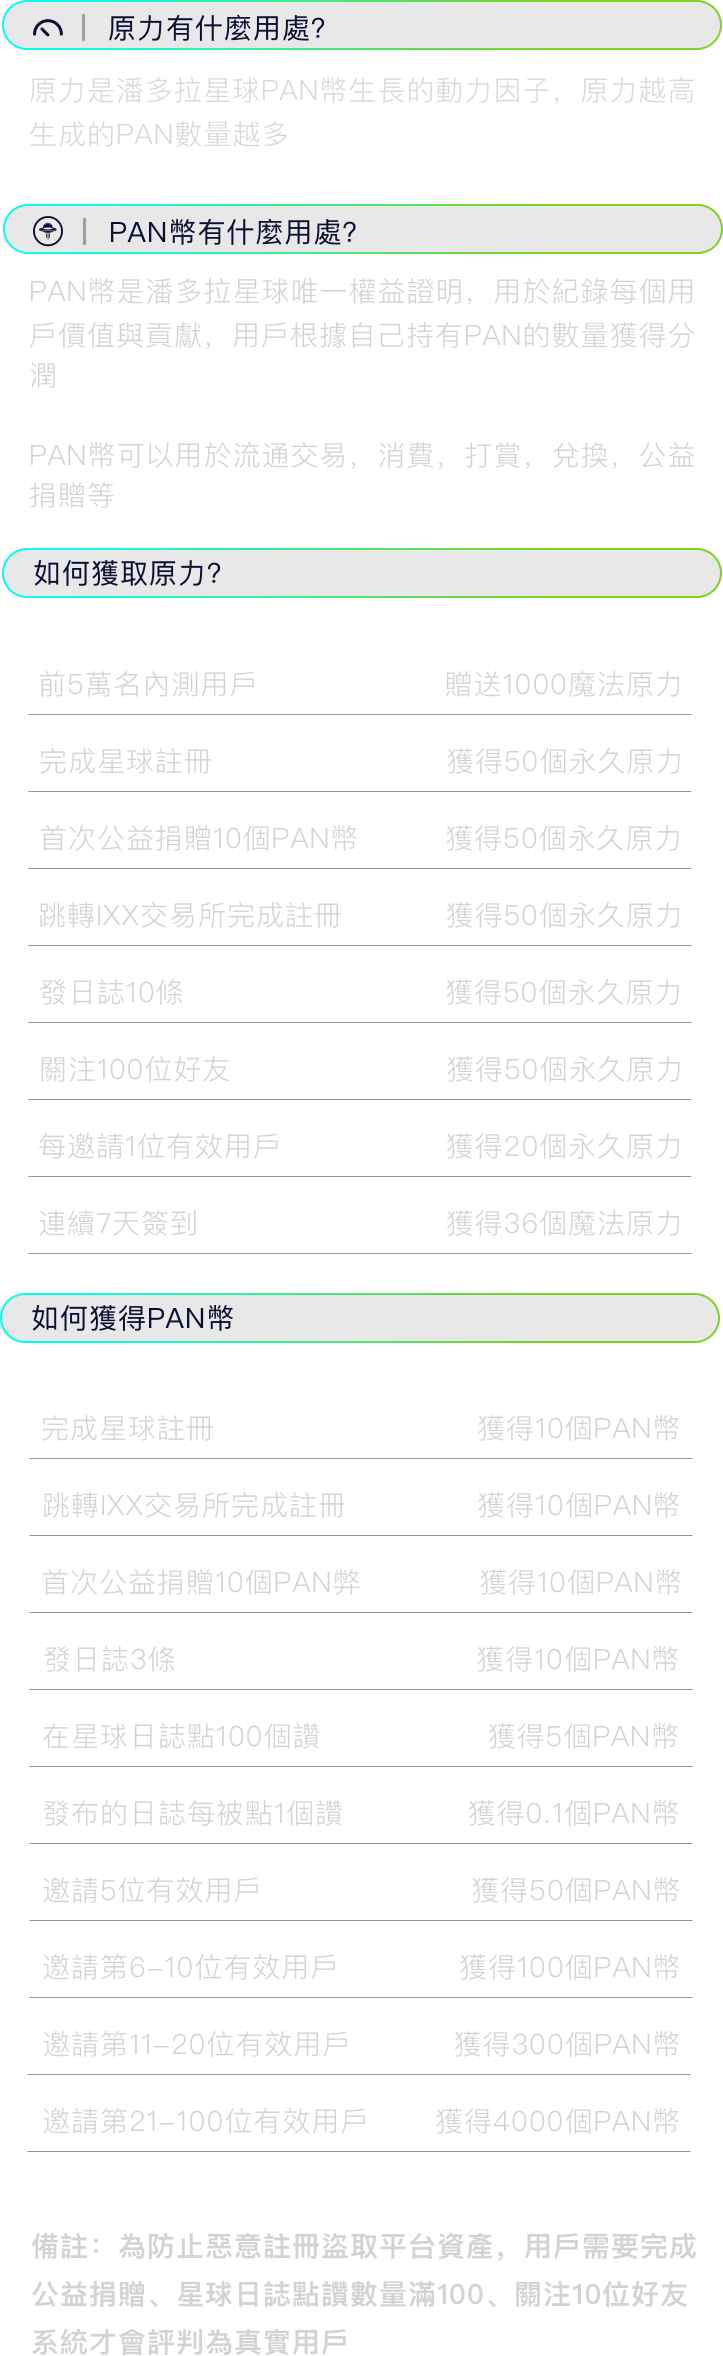 原力有什麼用處?
原力是潘多拉星球PAN幣生長的動力因子，原力越高
生成的PAN數量越多
PAN幣有什麼用處?
PAN幣是潘多拉星球唯一權益證明，用於紀錄每個用
戶價值與貢獻，用戶根據自己持有PAN的數量獲得分
潤
PAN幣可以用於流通交易，消費，打賞，兌換，公益
捐贈等
如何獲取原力?
前5萬名內測用戶 贈送1000魔法原力
完成星球註冊 獲得50個永久原力
首次公益捐贈10個PAN幣 獲得50個永久原力
跳轉IXX交易所完成註冊 獲得50個永久原力
發日誌10條 獲得50個永久原力
關注100位好友 獲得50個永久原力
每邀請1位有效用戶 獲得20個永久原力
連續7天簽到 獲得36個魔法原力
如何獲得PAN幣
完成星球註冊 獲得10個PAN幣
跳轉IXX交易所完成註冊 獲得10個PAN幣
首次公益捐贈10個PAN弊 獲得10個PAN幣
發日誌3條 獲得10個PAN幣
在星球日誌點100個讚 獲得5個PAN幣
發布的日誌每被點1個讚 獲得0.1個PAN幣
邀請5位有效用戶 獲得50個PAN幣
邀請第6-10位有效用戶 獲得100個PAN幣
邀請第11-20位有效用戶 獲得300個PAN幣
邀請第21-100位有效用戶 獲得4000個PAN幣
備註：為防止惡意註冊盜取平台資產，用戶需要完成
公益捐贈、星球日誌點讚數量滿100、關注10位好友
系統才會評判為真實用戶